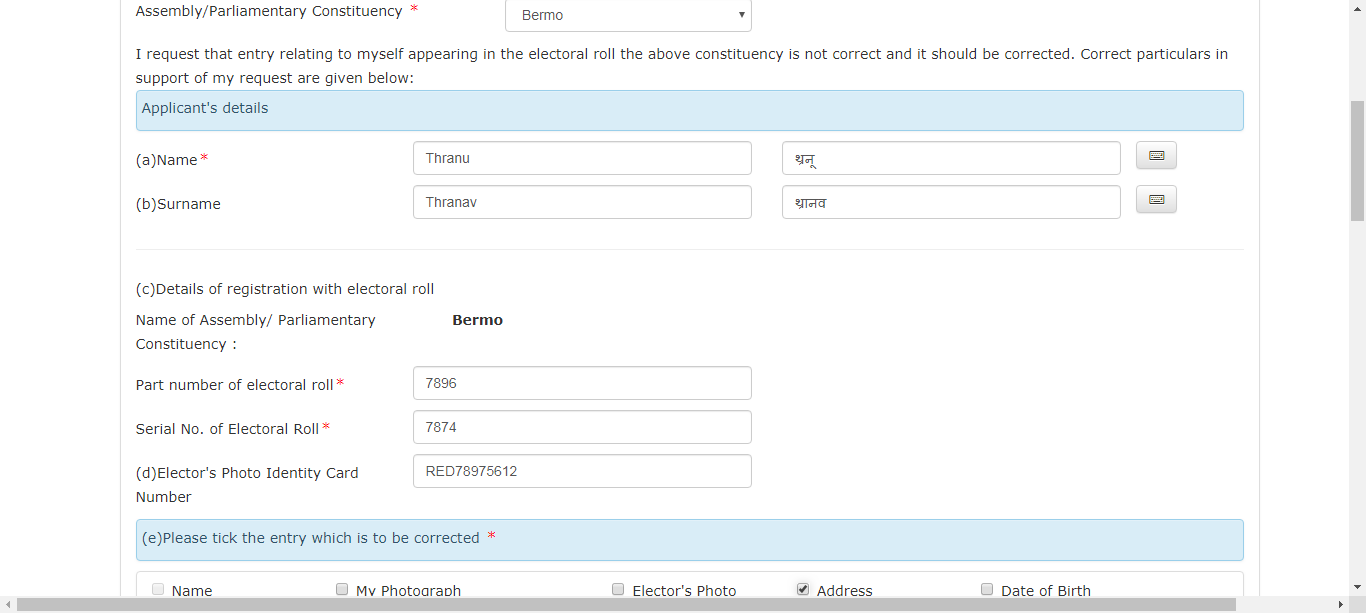 Assembly/Parliamentary Constituency * Bermo
I request that entry relating to myself appearing in the electoral roll the above constituency is not correct and it should be corrected. Correct particulars in
support of my request are given below:
Applicant's details
(a)Name* Thranu थ्रनू
(b)Surname Thranav थ्रानव
(c)Details of registration with electoral roll
Name of Assembly/ Parliamentary Bermo
Constituency :
Part number of electoral roll* 7896
Serial No. of Electoral Roll* 7874
(d)Elector's Photo Identity Card RED78975612
Number
(e)Please tick the entry which is to be corrected *
Name My Photograph Elector's Photo Address Date of Birth